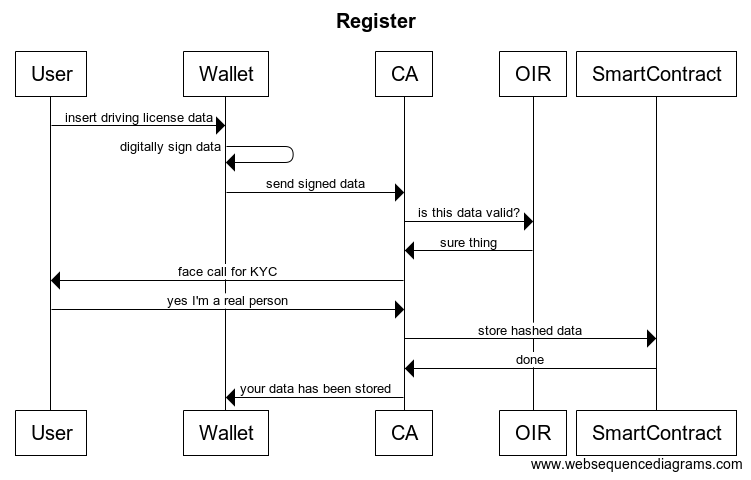 Register
User Wallet CA OIR SmartContract
insert driving license data
digitally sign data
send signed data
is this data valid?
sure thing
face call for KYC
yes I'm a real person
store hashed data
done
your data has been stored
User Wallet CA OIR SmartContract
www.websequencediagrams.com